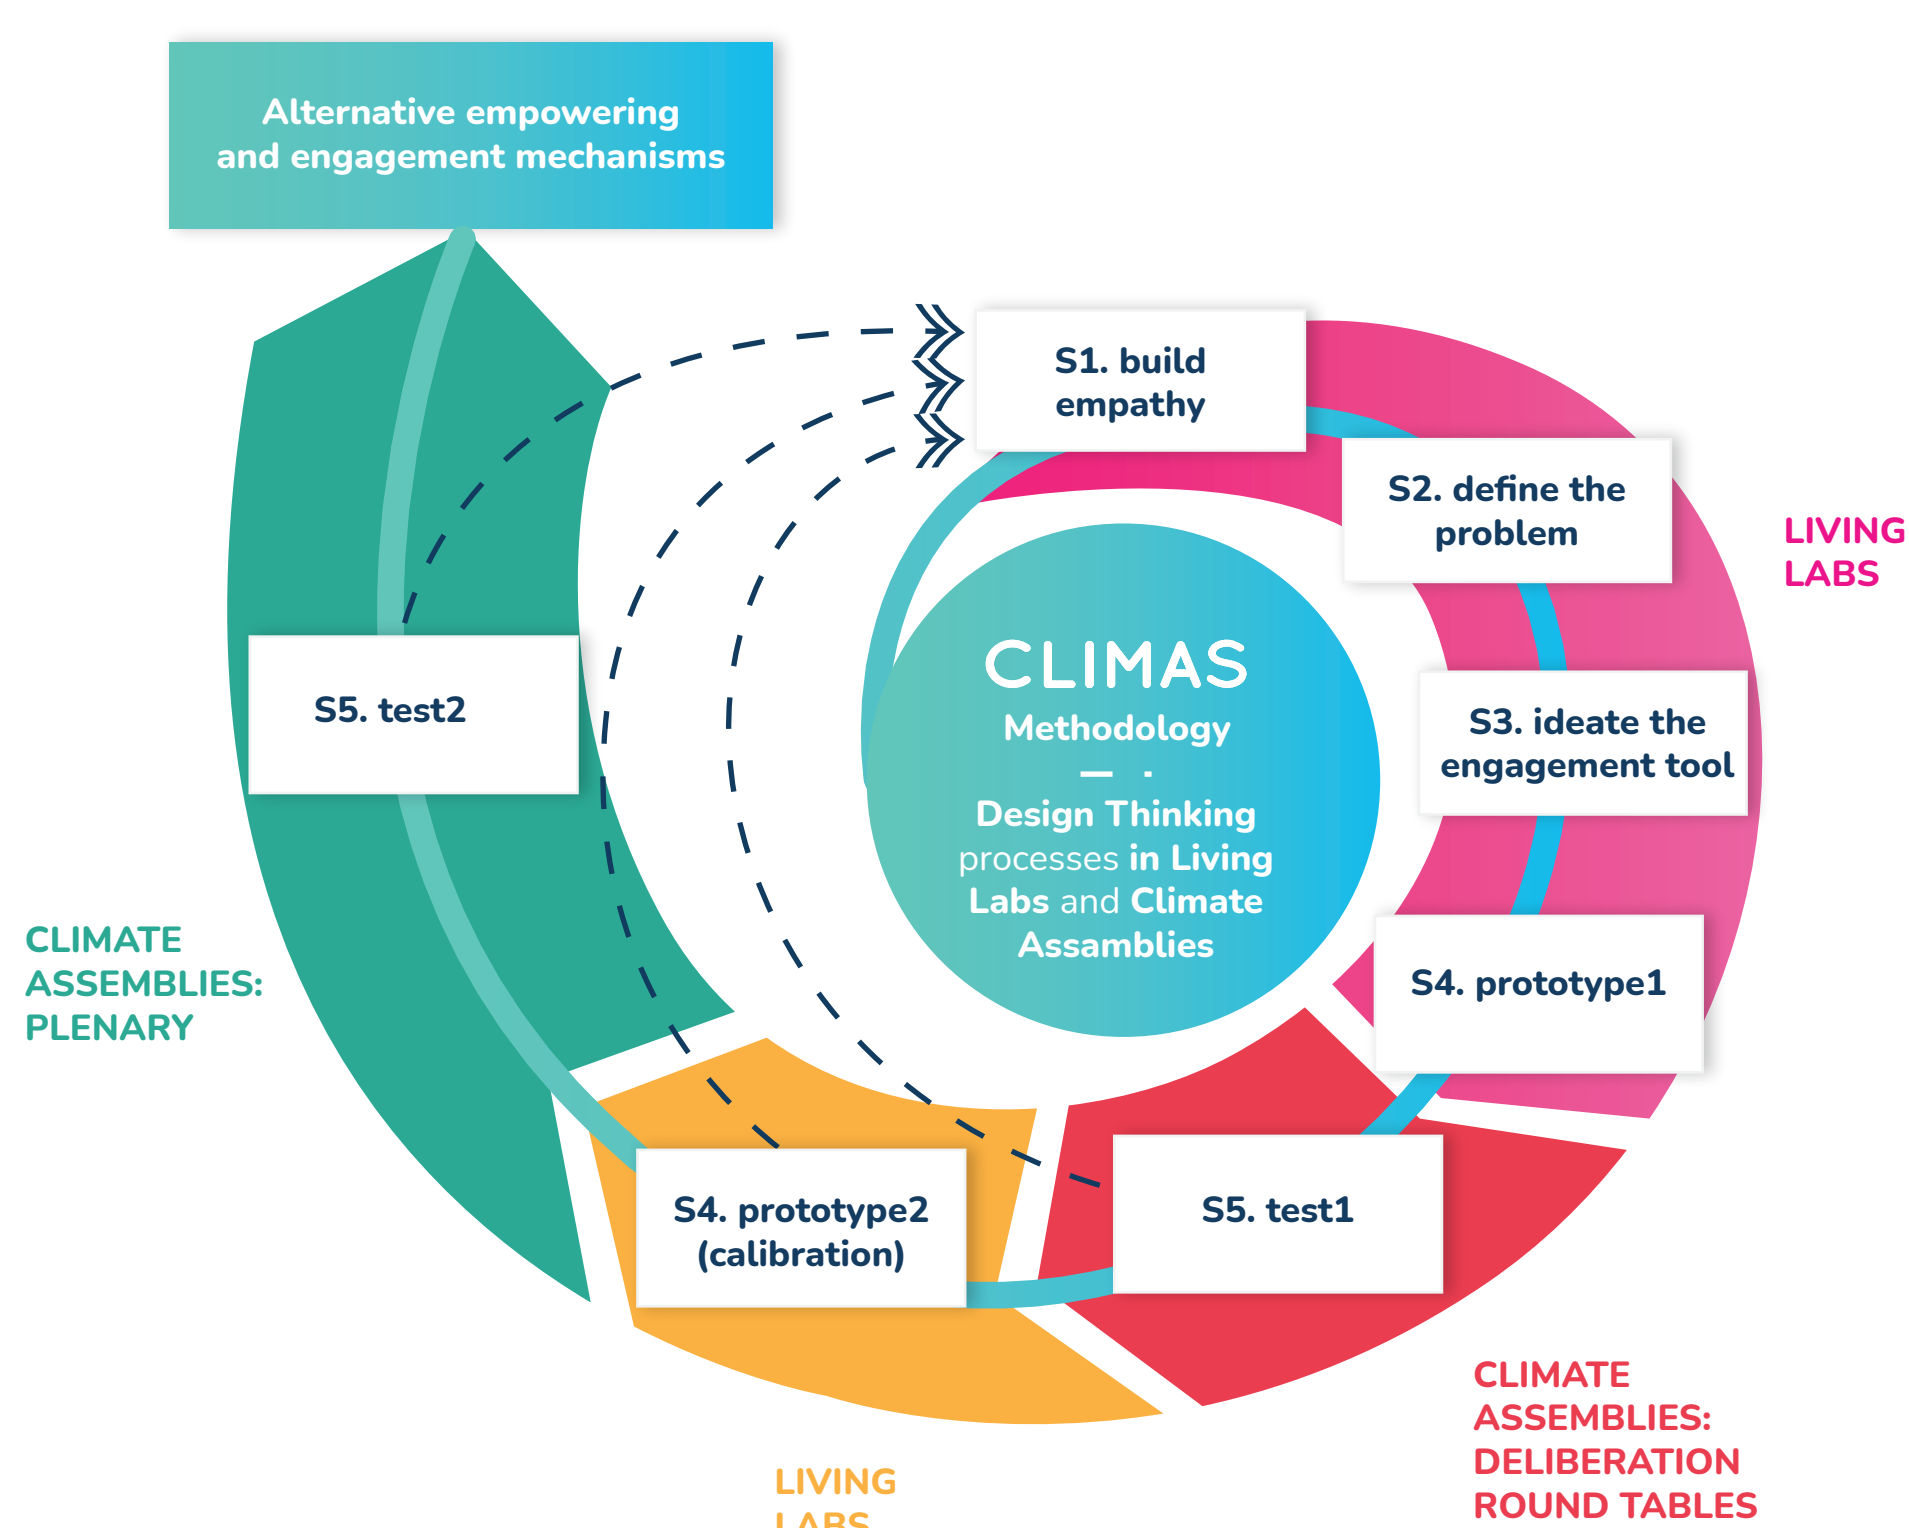 Alternative empowering
and engagement mechanisms
S1. build
empathy
S2. define the
problem
LIVING
LABS
CLIMAS
Methodology
Design Thinking
processes in Living
Labs and Climate
Assamblies
S3. ideate the
engagement tool
S5. test2
CLIMATE
ASSEMBLIES:
PLENARY
S4. prototype1
S4. prototype2
(calibration)
S5. test1
CLIMATE
ASSEMBLIES:
DELIBERATION
ROUND TABLES
LIVING
LABS